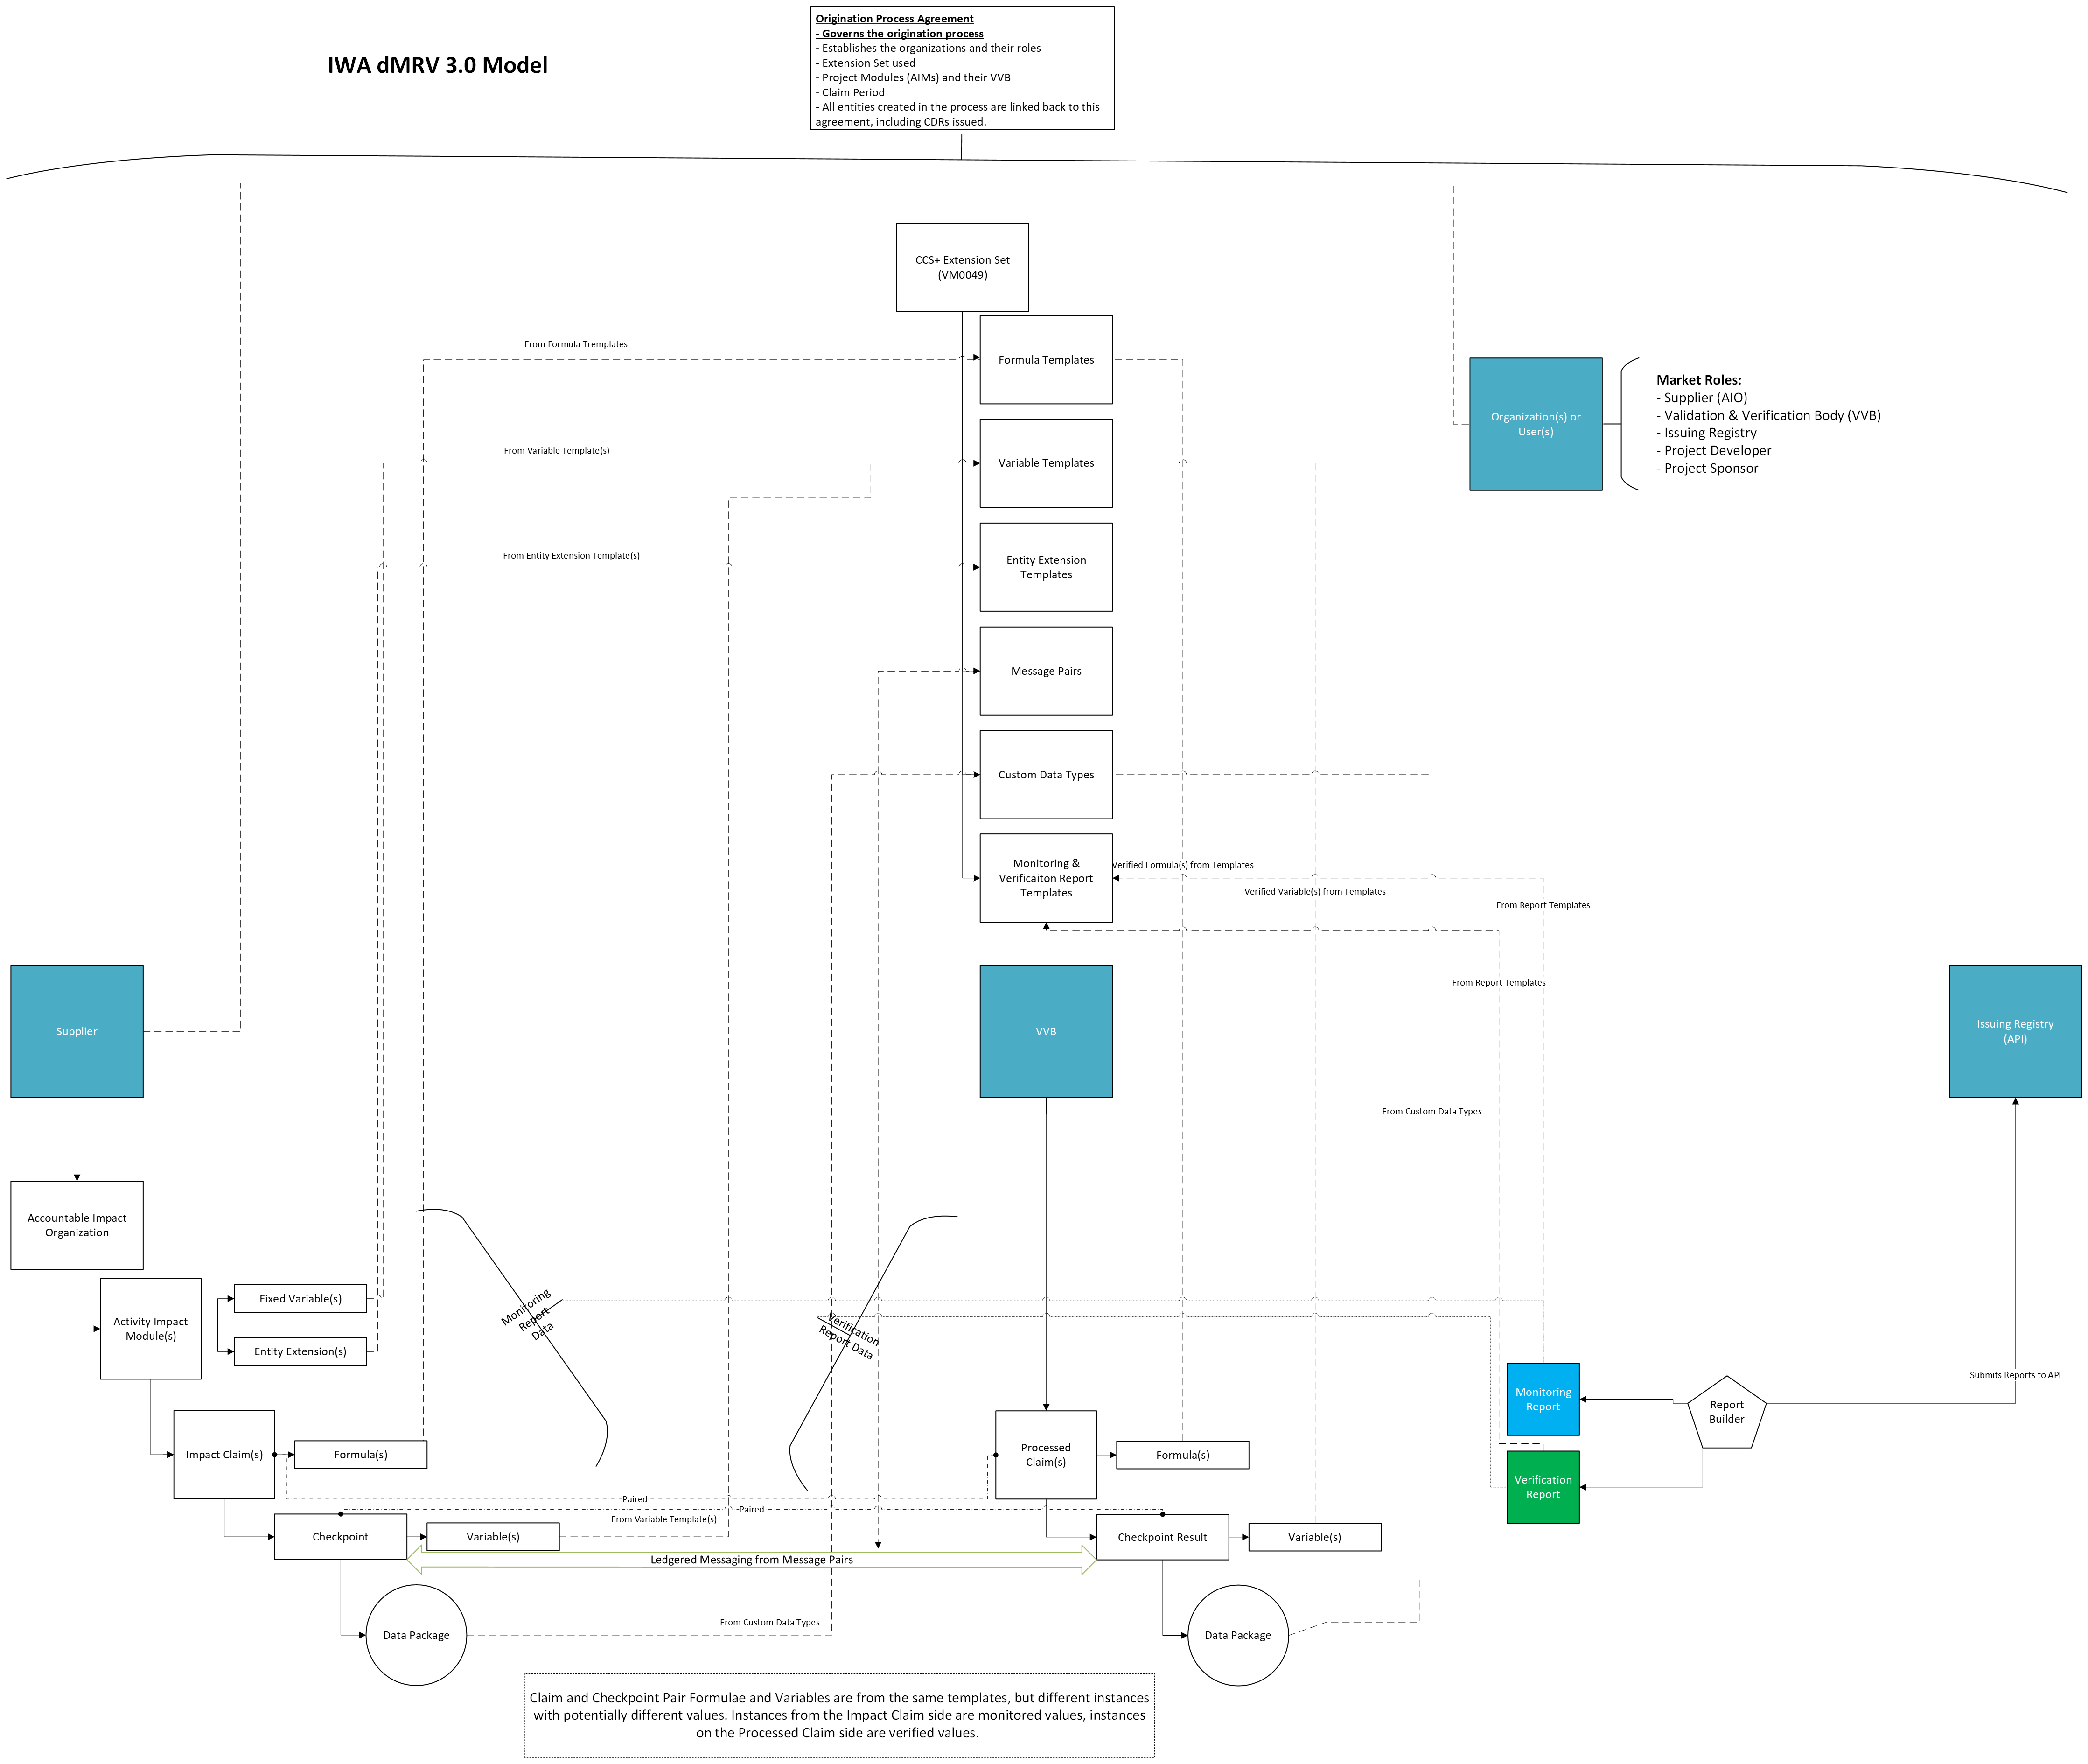 Origination Process Agreement
- Governs the origination process
- Establishes the organizations and their roles
- Extension Set used
- Project Modules (AIMs) and their VVB
- Claim Period
- All entities created in the process are linked back to this
agreement, including CDRs issued.
IWA dMRV 3.0 Model
CCS+ Extension Set
(VM0049)
From Formula Tremplates
Formula Templates
Organization(s) or
User(s)
Market Roles:
- Supplier (AIO)
- Validation & Verification Body (VVB)
- Issuing Registry
- Project Developer
- Project Sponsor
From Variable Template(s)
Variable Templates
From Entity Extension Template(s)
Entity Extension
Templates
Message Pairs
Custom Data Types
Monitoring &
Verificaiton Report
Templates
Verified Formula(s) from Templates
Verified Variable(s) from Templates
From Report Templates
From Report Templates
Supplier
VVB
Issuing Registry
(API)
From Custom Data Types
Accountable Impact
Organization
Activity Impact
Module(s)
Fixed Variable(s)
Entity Extension(s)
Monitoring
Report
Data
Verification
Report Data
Monitoring
Report
Report
Builder
Submits Reports to API
Impact Claim(s)
Formula(s)
Processed
Claim(s)
Formula(s)
Verification
Report
Paired
Paired
From Variable Template(s)
Checkpoint
Variable(s)
Checkpoint Result
Variable(s)
Ledgered Messaging from Message Pairs
From Custom Data Types
Data Package
Data Package
Claim and Checkpoint Pair Formulae and Variables are from the same templates, but different instances
with potentially different values. Instances from the Impact Claim side are monitored values, instances
on the Processed Claim side are verified values.